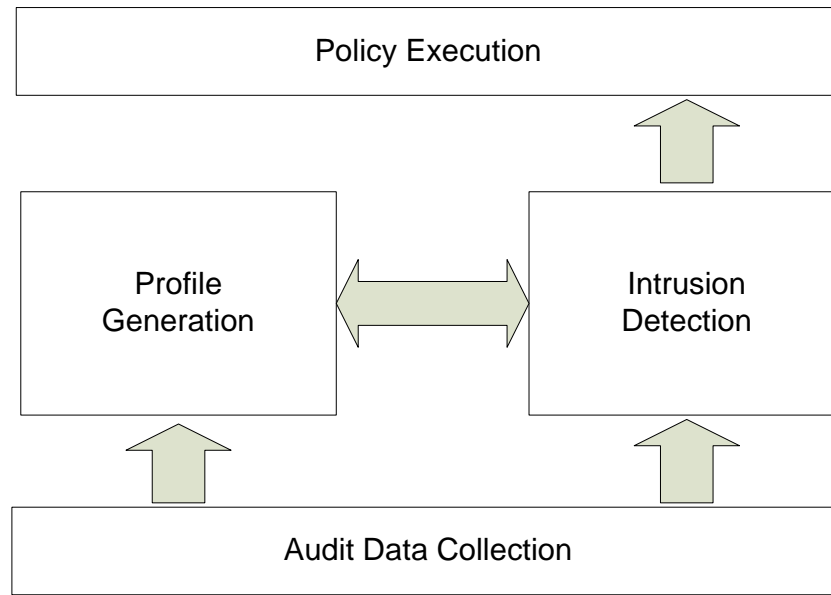 Policy Execution
Profile
Generation
Intrusion
Detection
Audit Data Collection